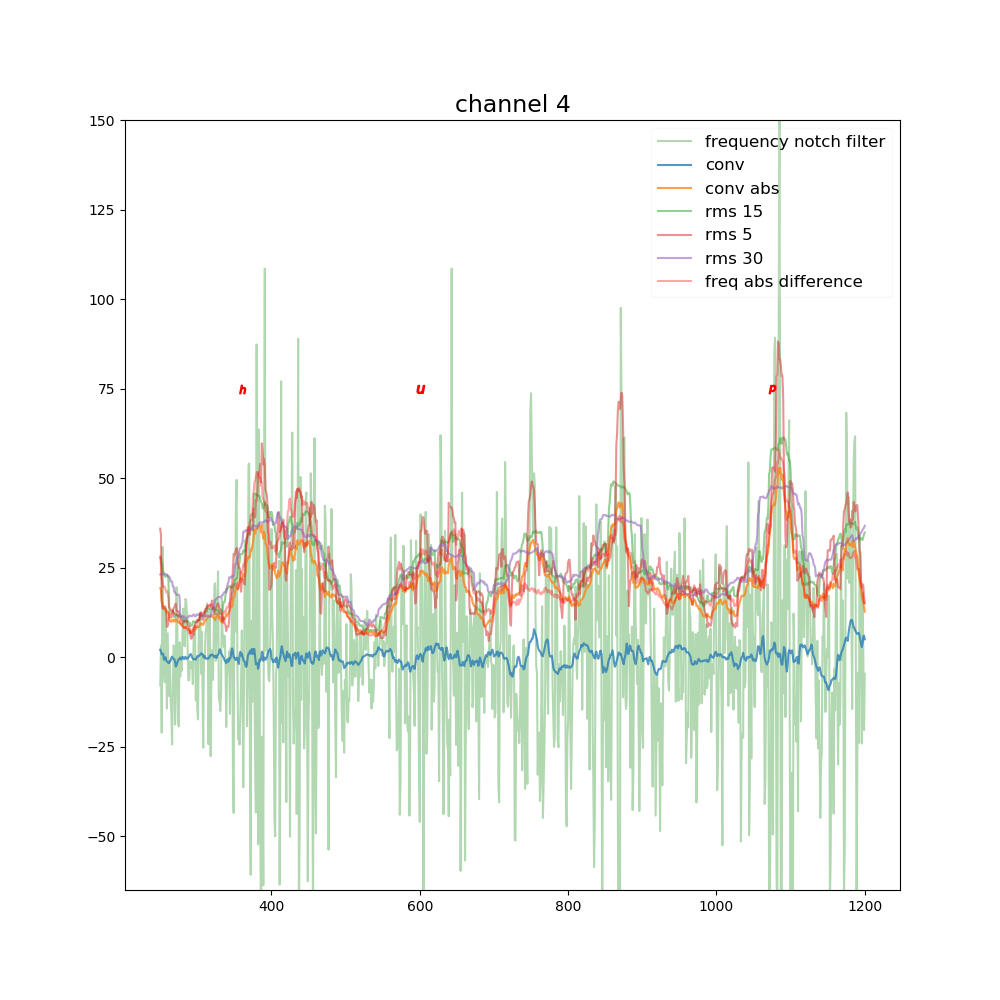 channel 4
150
125
100
75
50
25
0
−25
−50
400 600 800 1000 1200
frequency notch filter
conv
conv abs
rms 15
rms 5
rms 30
freq abs difference
h u p